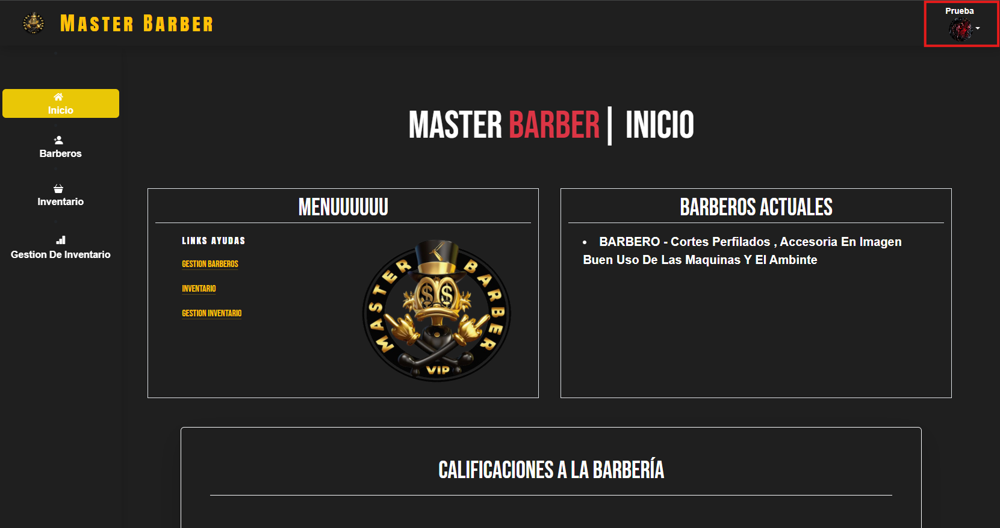 MASTER BARBER
Prueba
Inicio
Barberos
Inventario
Gestion De Inventario
MASTER BARBER| INICIO
MENUUUUUU
LINKS AYUDAS
GESTION BARBEROS
INVENTARIO
GESTION INVENTARIO
MASTER BARBER
VIP
BARBEROS ACTUALES
• BARBERO - Cortes Perfilados , Accesoria En Imagen
Buen Uso De Las Maquinas Y El Ambinte
CALIFICACIONES A LA BARBERÍA